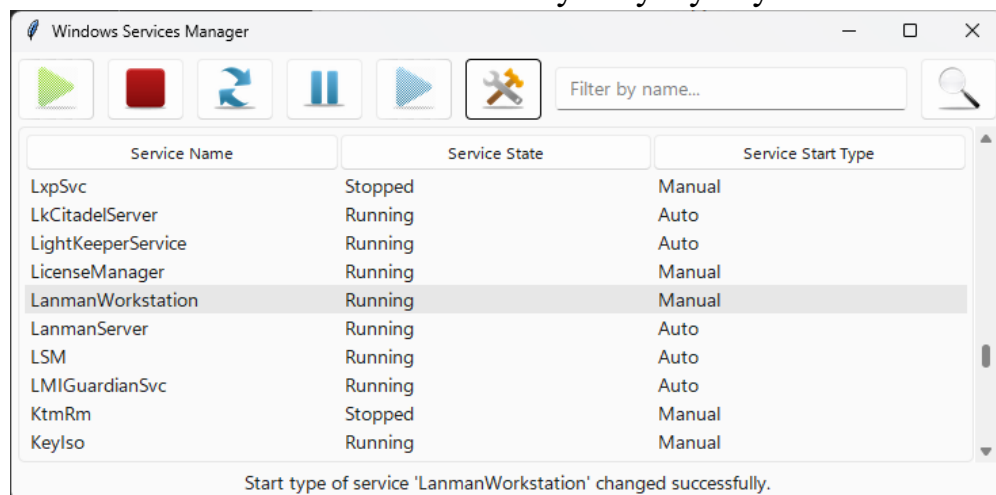 Windows Services Manager
Filter by name...
Service Name Service State Service Start Type
LxpSvc Stopped Manual
LkCitadelServer Running Auto
LightKeeperService Running Auto
LicenseManager Running Manual
LanmanWorkstation Running Manual
LanmanServer Running Auto
LSM Running Auto
LMIGuardianSvc Running Auto
KtmRm Stopped Manual
KeyIso Running Manual
Start type of service 'LanmanWorkstation' changed successfully.